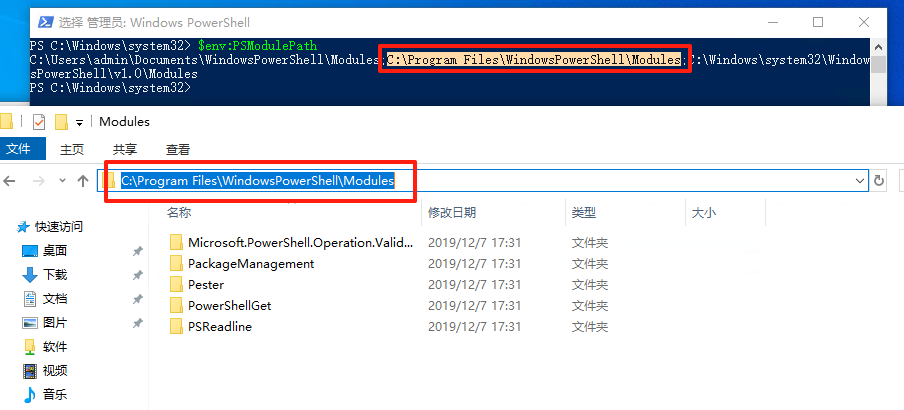 选择 管理员: Windows PowerShell
PS C:\Windows\system32> $env:PSModulePath
C:\Users\admin\Documents\WindowsPowerShell\Modules;C:\Program Files\WindowsPowerShell\Modules;C:\Windows\system32\Window
sPowerShell\v1.0\Modules
PS C:\Windows\system32>
Modules
文件 主页 共享 查看
C:\Program Files\WindowsPowerShell\Modules
名称 修改日期 类型 大小
快速访问
桌面
下载
文档
图片
软件
视频
音乐
Microsoft.PowerShell.Operation.Valid... 2019/12/7 17:31 文件夹
PackageManagement 2019/12/7 17:31 文件夹
Pester 2019/12/7 17:31 文件夹
PowerShellGet 2019/12/7 17:31 文件夹
PSReadline 2019/12/7 17:31 文件夹